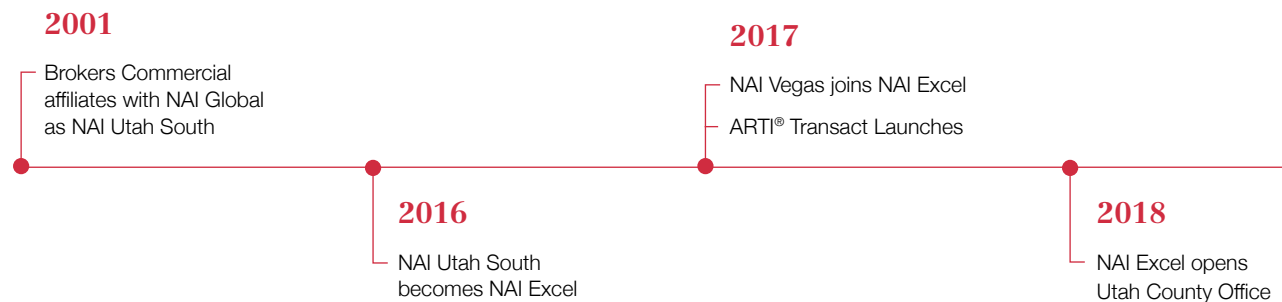 2001
Brokers Commercial
affiliates with NAI Global
as NAI Utah South
2016
NAI Utah South
becomes NAI Excel
2017
NAI Vegas joins NAI Excel
ARTI® Transact Launches
2018
NAI Excel opens
Utah County Office